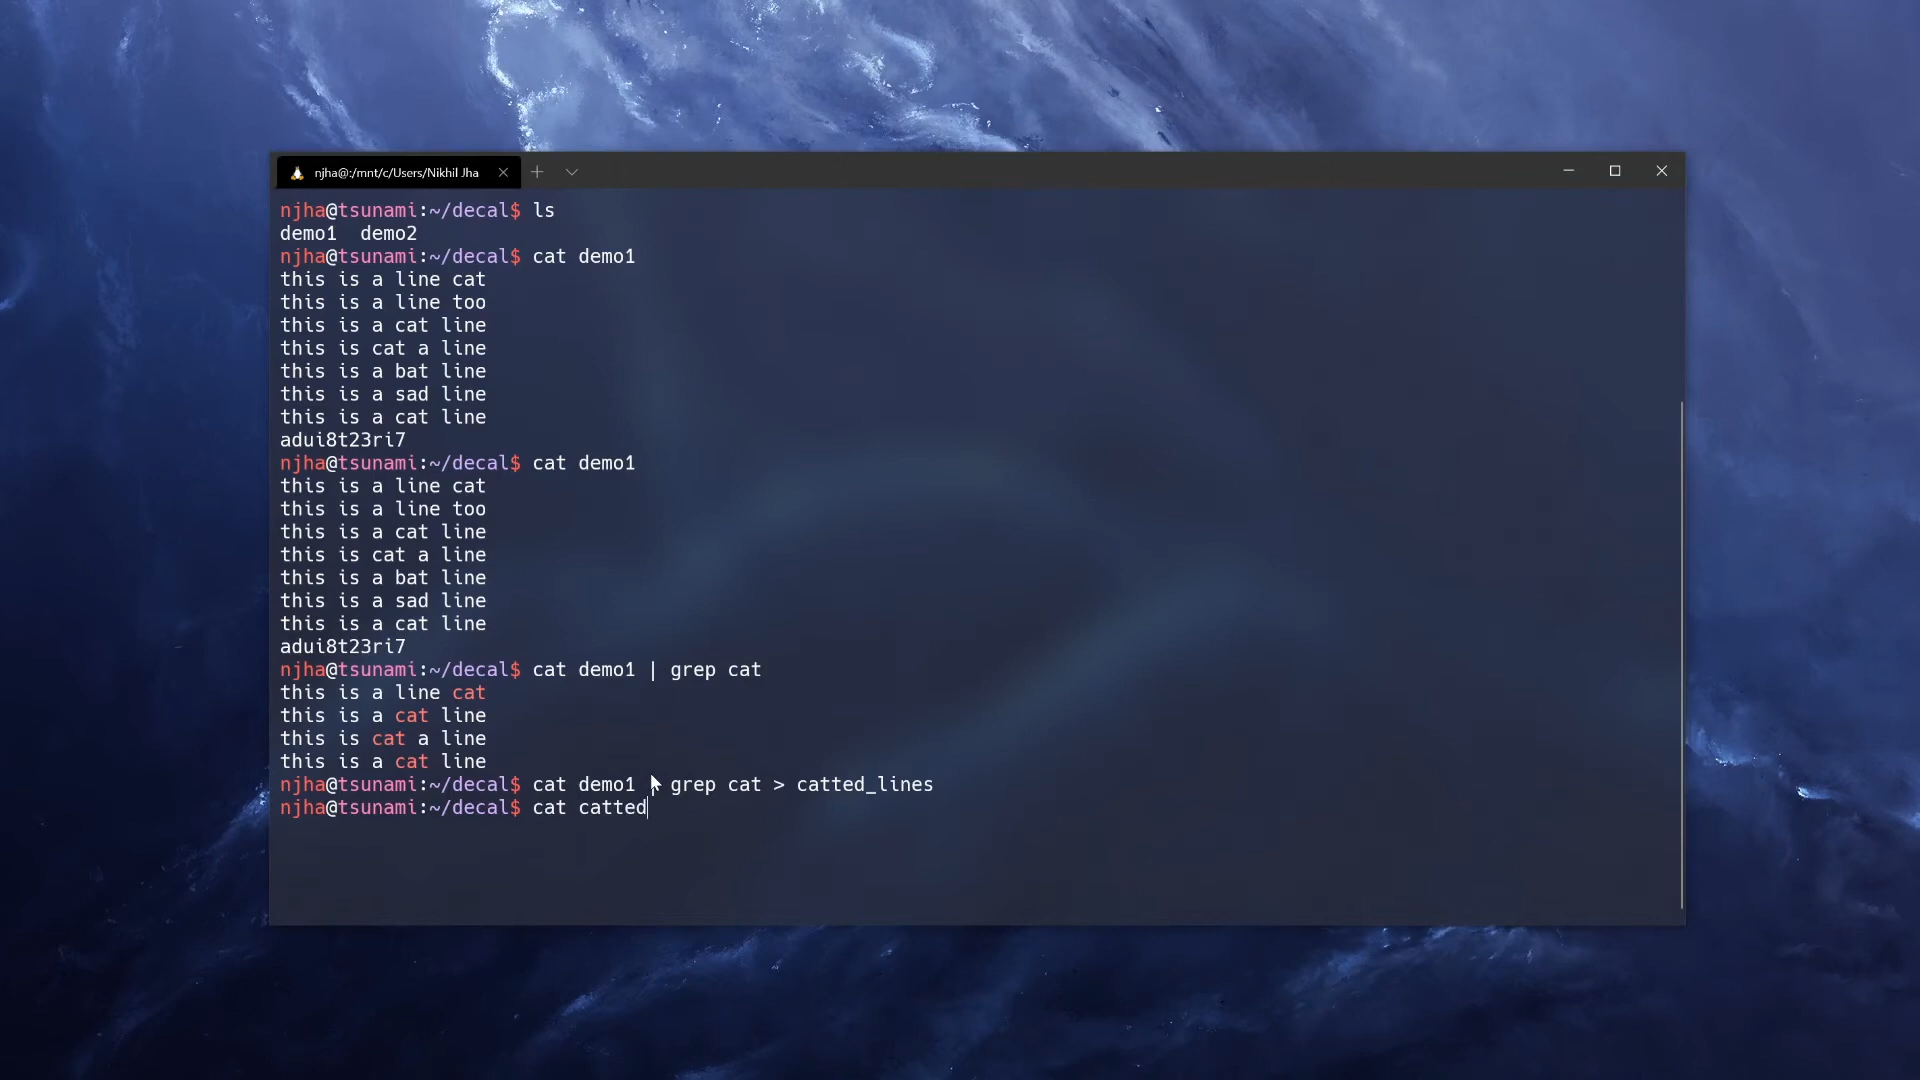 njha@:/mnt/c/Users/Nikhil Jha
njha@tsunami:~/decal$ ls
demo1  demo2
njha@tsunami:~/decal$ cat demo1
this is a line cat
this is a line too
this is a cat line
this is cat a line
this is a bat line
this is a sad line
this is a cat line
adui8t23ri7
njha@tsunami:~/decal$ cat demo1
this is a line cat
this is a line too
this is a cat line
this is cat a line
this is a bat line
this is a sad line
this is a cat line
adui8t23ri7
njha@tsunami:~/decal$ cat demo1 | grep cat
this is a line cat
this is a cat line
this is cat a line
this is a cat line
njha@tsunami:~/decal$ cat demo1 grep cat > catted_lines
njha@tsunami:~/decal$ cat catted